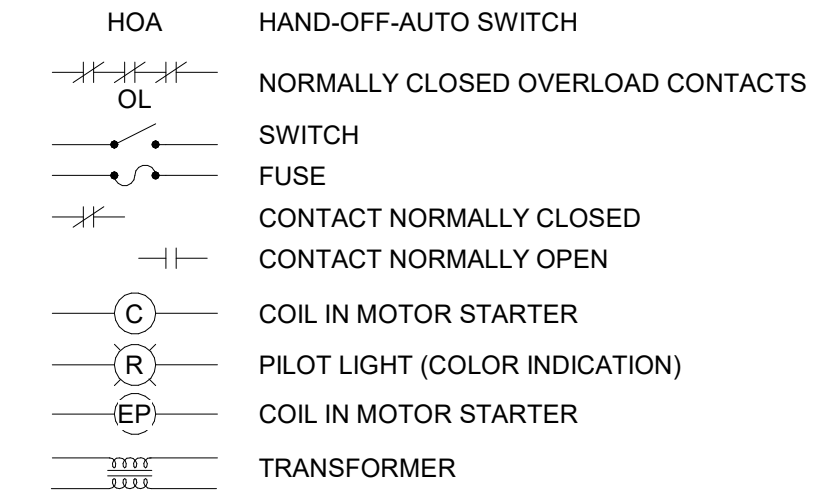 HOA HAND-OFF-AUTO SWITCH
NORMALLY CLOSED OVERLOAD CONTACTS
OL
SWITCH
FUSE
CONTACT NORMALLY CLOSED
CONTACT NORMALLY OPEN
C COIL IN MOTOR STARTER
R PILOT LIGHT (COLOR INDICATION)
EP COIL IN MOTOR STARTER
TRANSFORMER